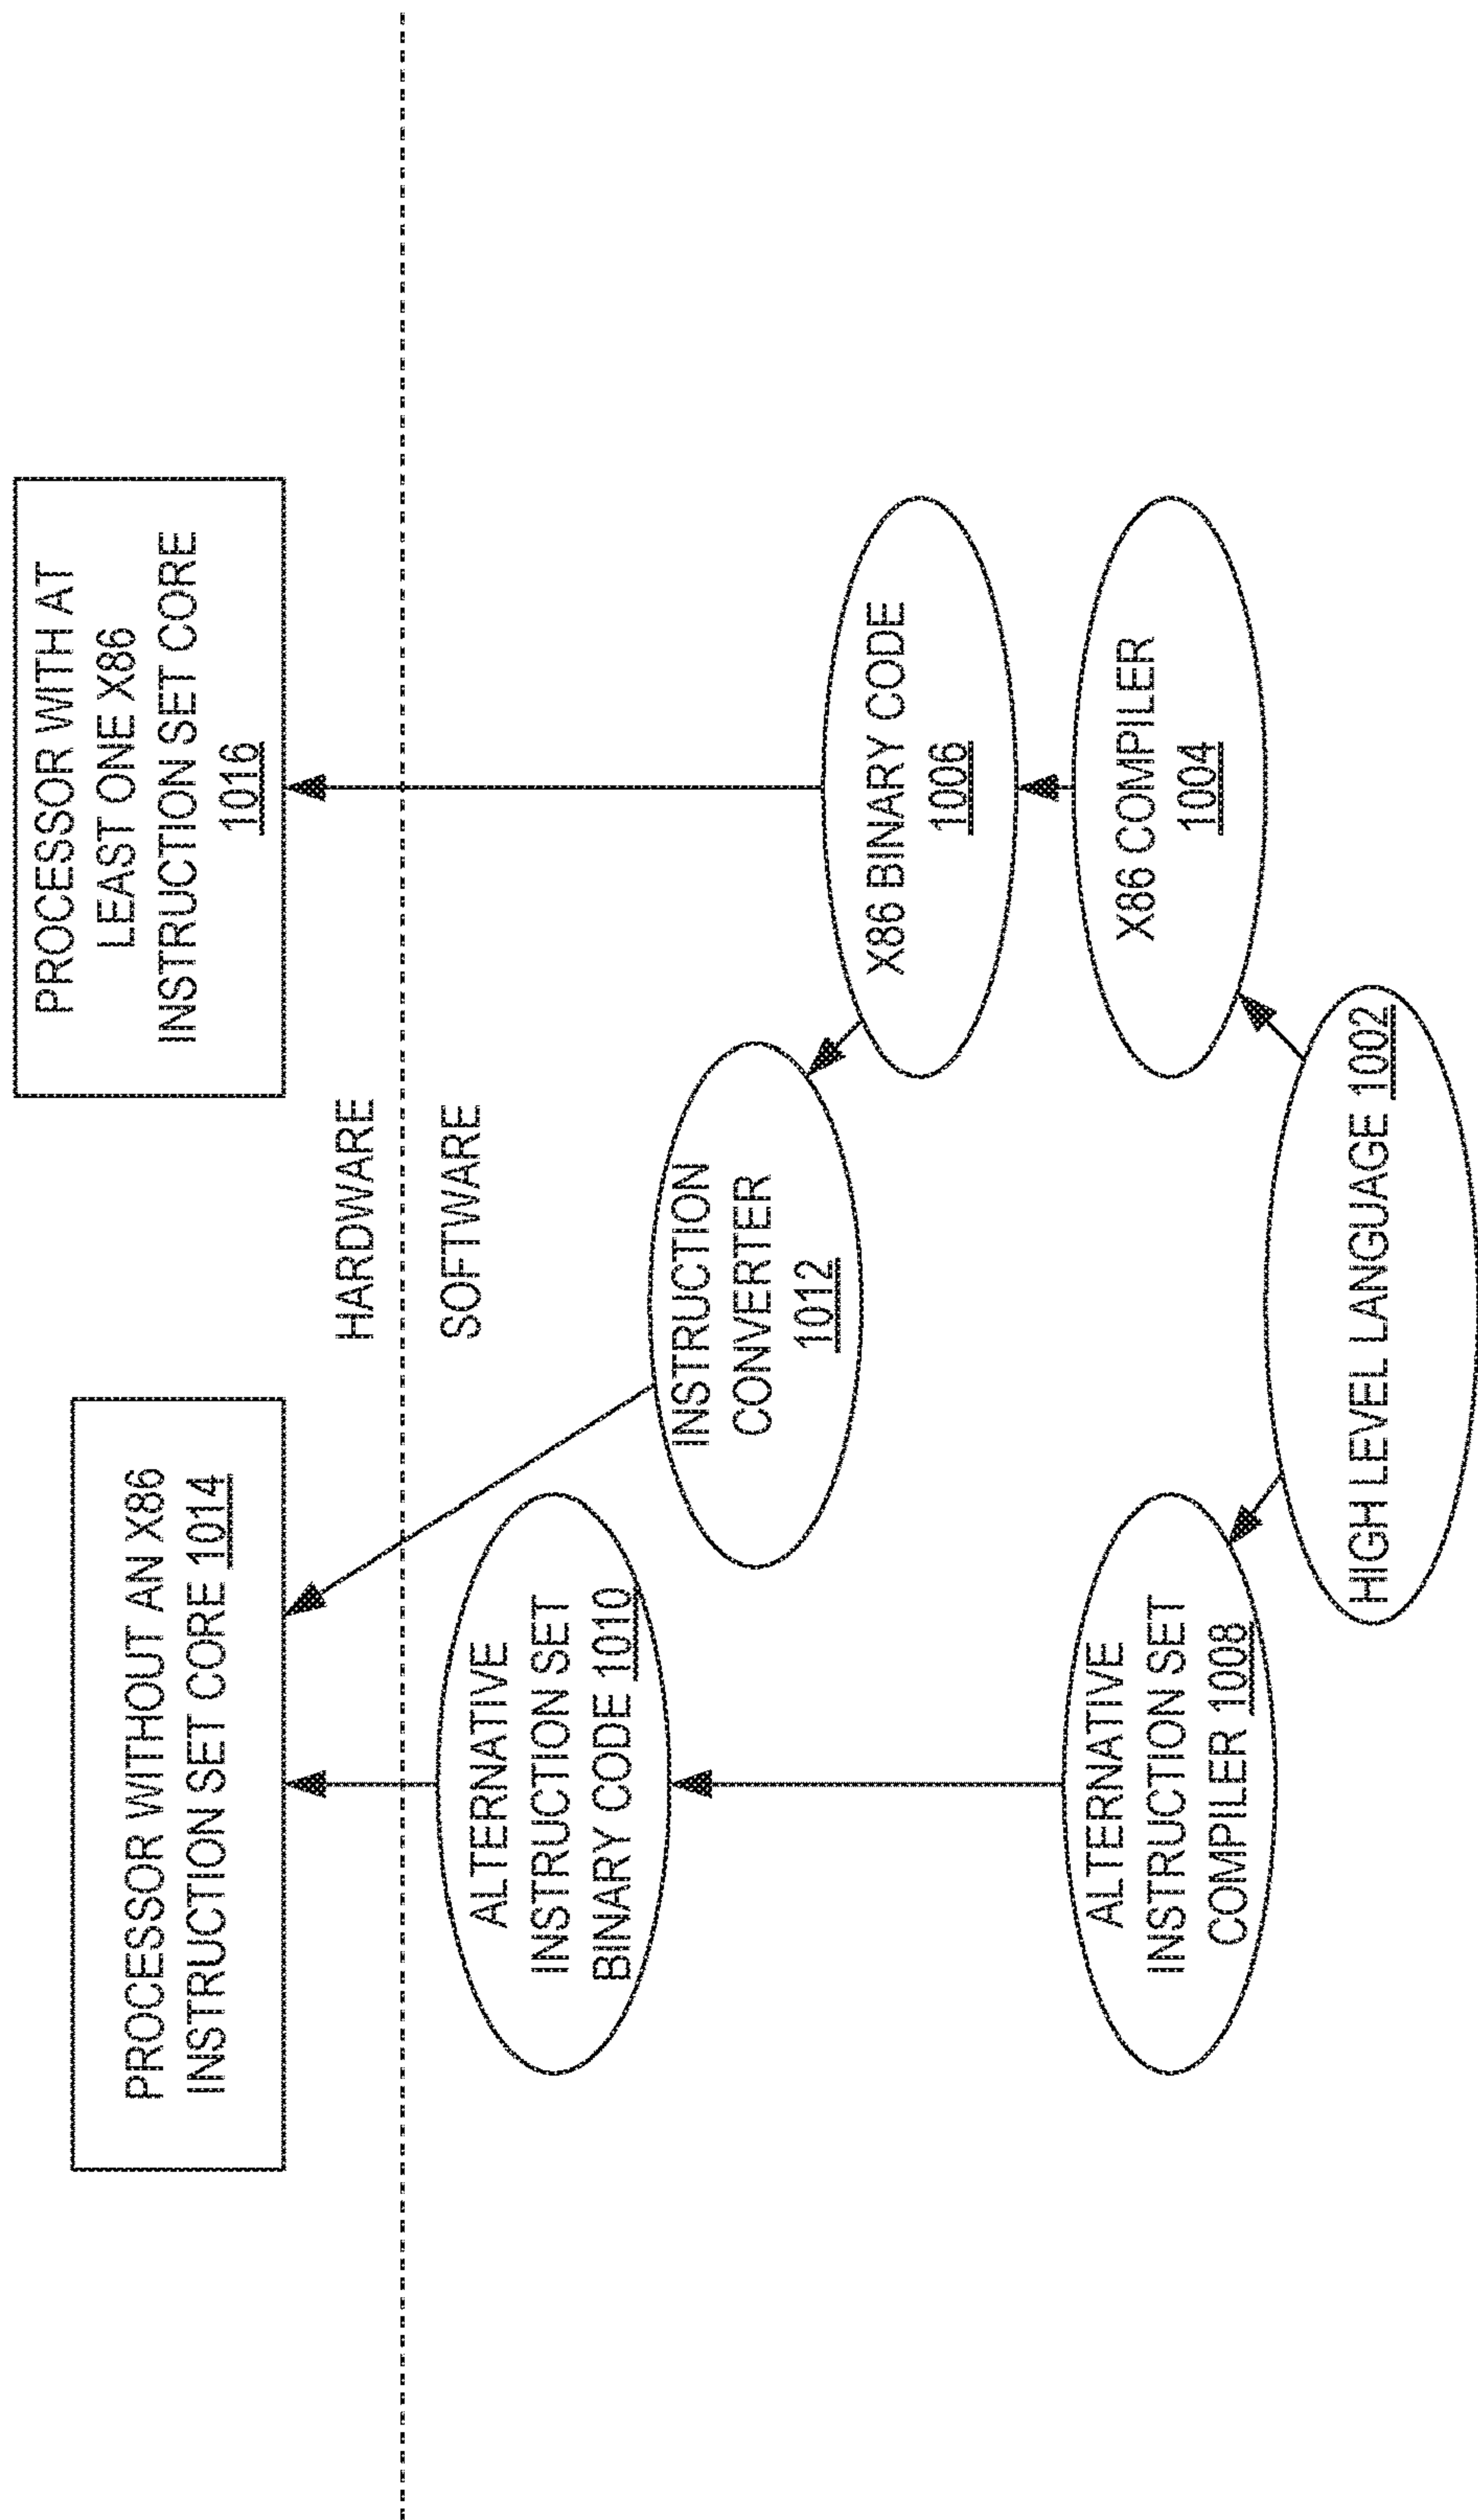 PROCESSOR WITHOUT AN X86
INSTRUCTION SET CORE 1014
PROCESSOR WITH AT
LEAST ONE X86
INSTRUCTION SET CORE
1016
HARDWARE
SOFTWARE
ALTERNATIVE
INSTRUCTION SET
BINARY CODE 1010
INSTRUCTION
CONVERTER
1012
X86 BINARY CODE
1006
ALTERNATIVE
INSTRUCTION SET
COMPILER 1008
X86 COMPILER
1004
HIGH LEVEL LANGUAGE 1002